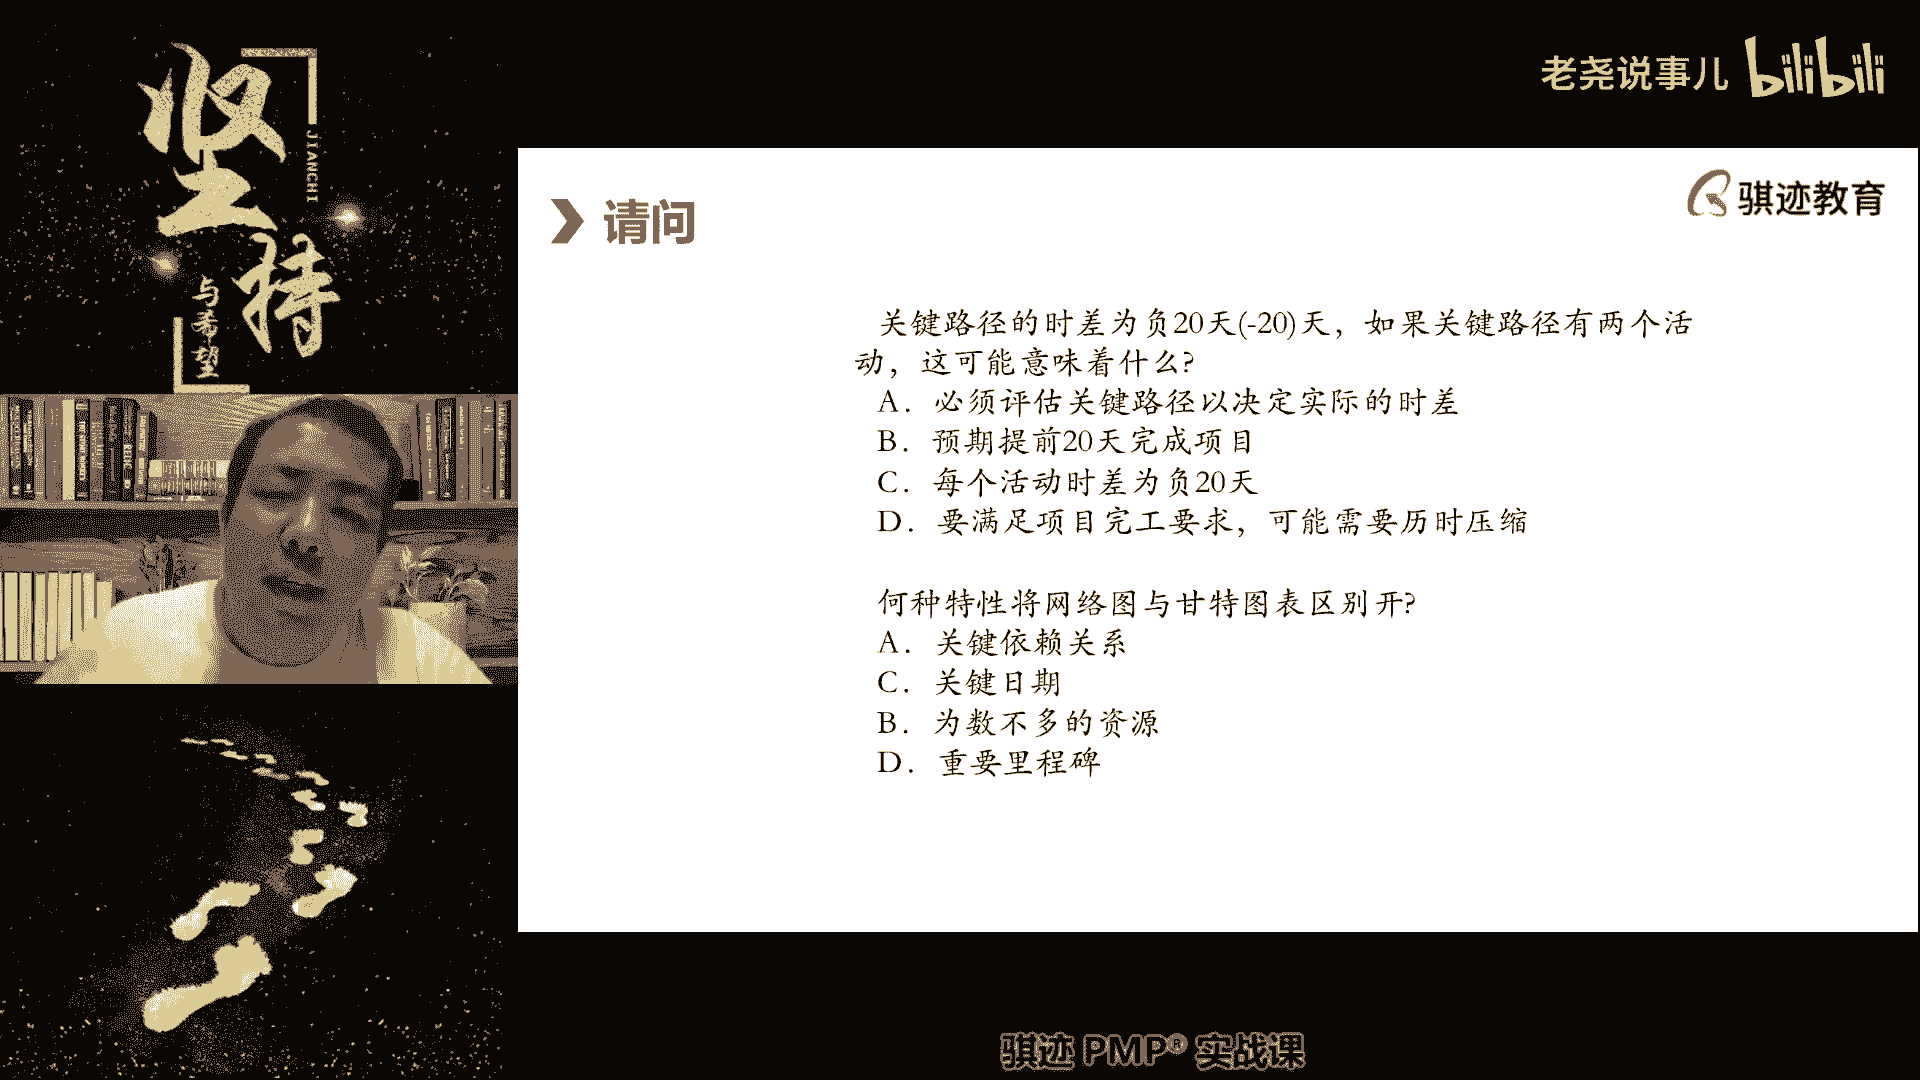 坚持
JIANCHI
与希望
老尧说事儿 bilibili
骐迹教育
请问
关键路径的时差为负20天(-20)天，如果关键路径有两个活
动，这可能意味着什么?
A．必须评估关键路径以决定实际的时差
B．预期提前20天完成项目
C．每个活动时差为负20天
D．要满足项目完工要求，可能需要历时压缩
何种特性将网络图与甘特图表区别开?
A．关键依赖关系
C．关键日期
B．为数不多的资源
D．重要里程碑
骐迹 PMP® 实战课